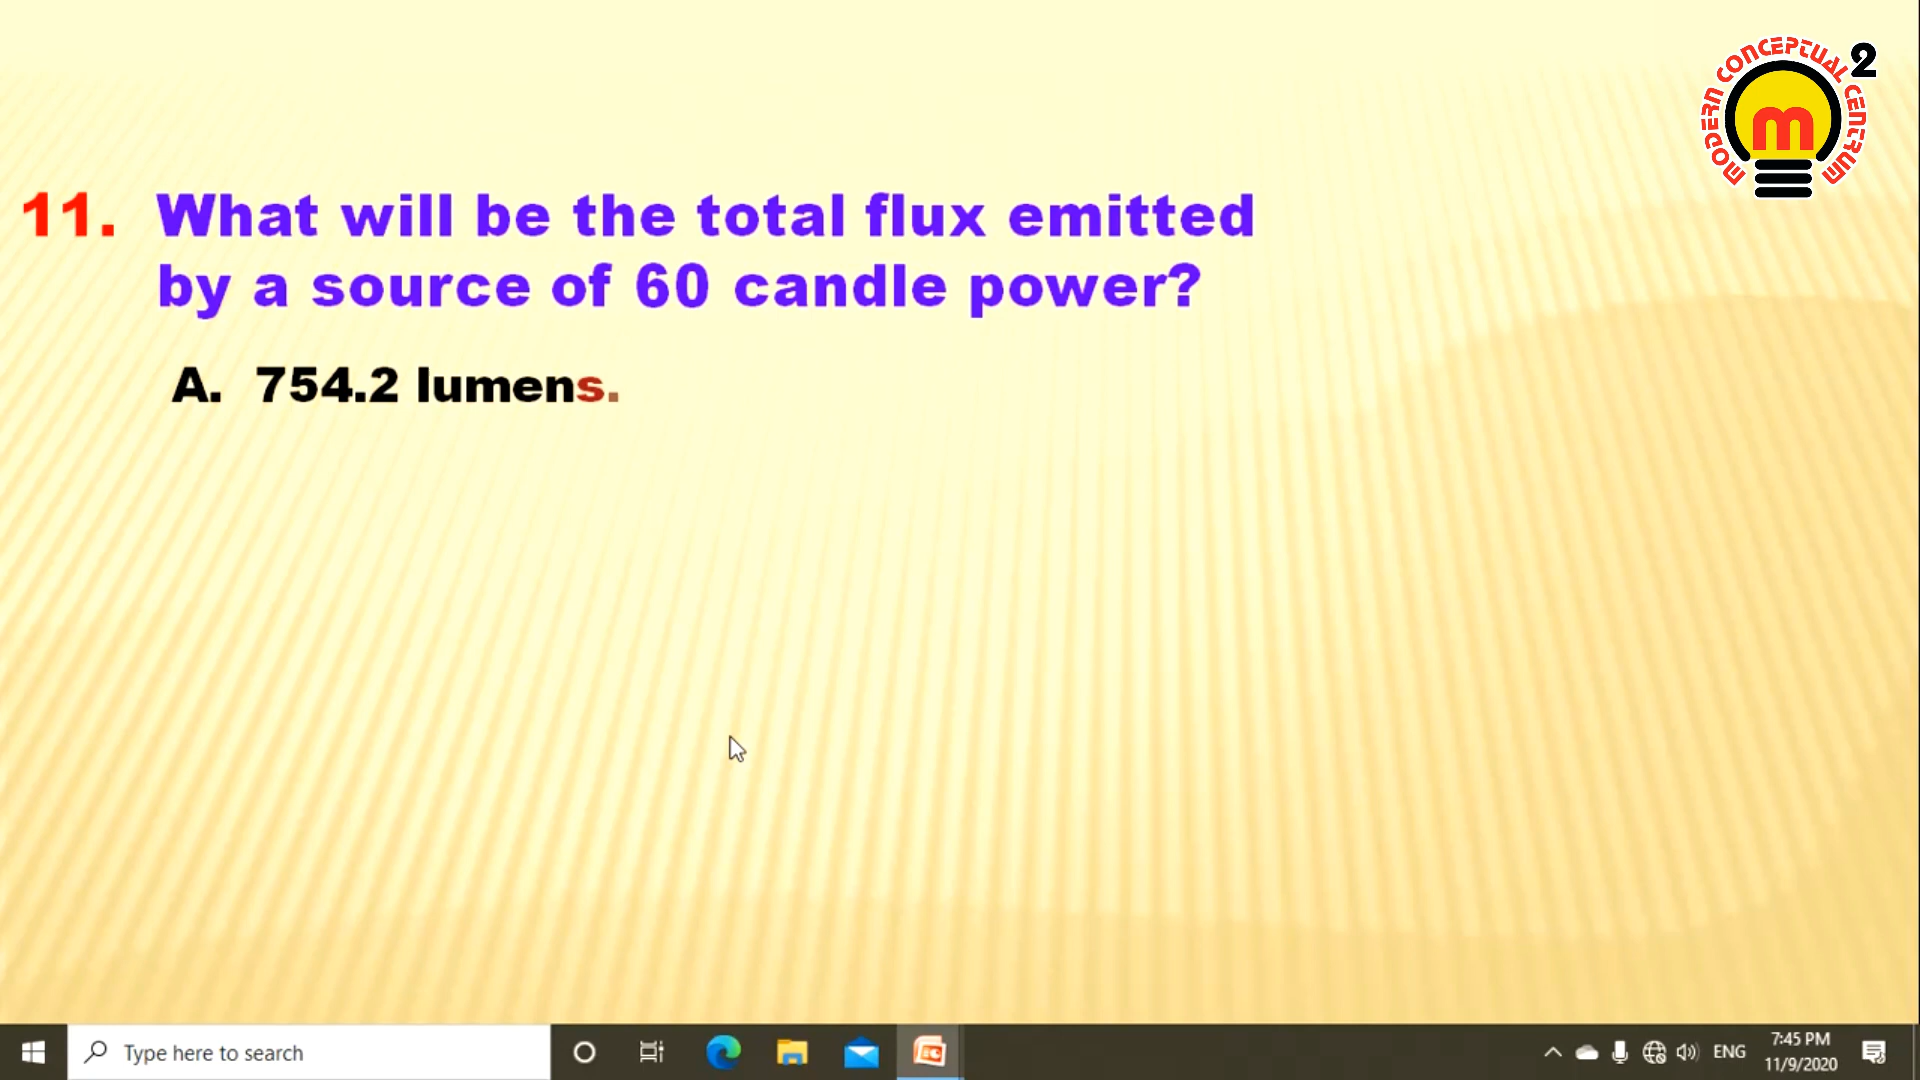 MODERN CONCEPTUAL CENTRUM
2
m
11. What will be the total flux emitted
by a source of 60 candle power?
A. 754.2 lumens.
Type here to search
ENG
7:45 PM
11/9/2020